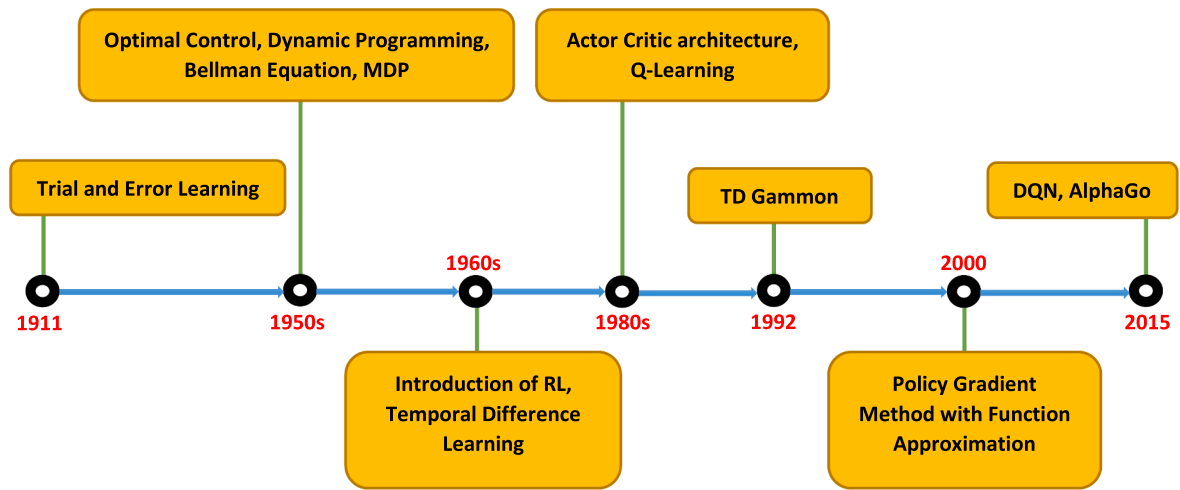 Optimal Control, Dynamic Programming,
Bellman Equation, MDP
Actor Critic architecture,
Q-Learning
Trial and Error Learning
TD Gammon
DQN, AlphaGo
1960s
2000
1911
1950s
1980s
1992
2015
Introduction of RL,
Temporal Difference
Learning
Policy Gradient
Method with Function
Approximation